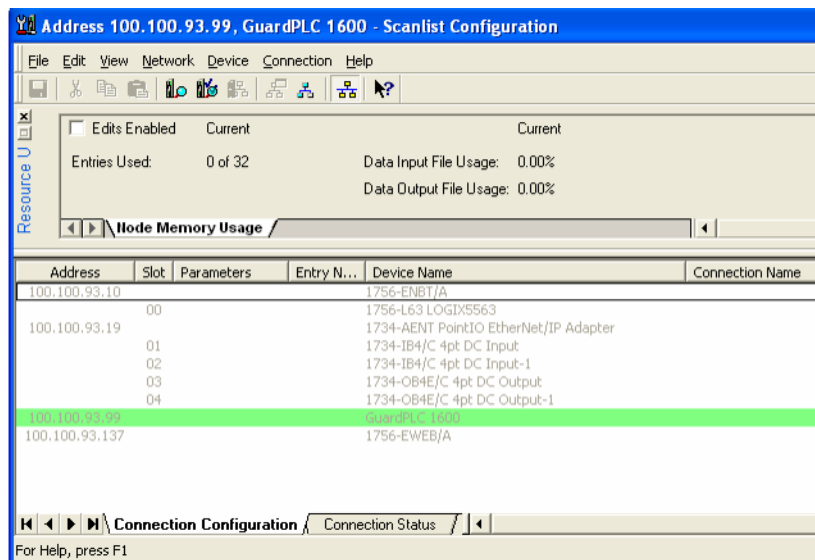 Address 100.100.93.99, GuardPLC 1600 - Scanlist Configuration
File Edit View Network Device Connection Help
Resource U
Edits Enabled Current Current
Entries Used: 0 of 32 Data Input File Usage: 0.00%
Data Output File Usage: 0.00%
Node Memory Usage
Address Slot Parameters Entry N... Device Name Connection Name
100.100.93.10 1756-ENBT/A
00 1756-L63 LOGIX5563
100.100.93.19 1734-AENT PointIO EtherNet/IP Adapter
01 1734-IB4/C 4pt DC Input
02 1734-IB4/C 4pt DC Input-1
03 1734-OB4E/C 4pt DC Output
04 1734-OB4E/C 4pt DC Output-1
100.100.93.99 GuardPLC 1600
100.100.93.137 1756-EWEB/A
Connection Configuration Connection Status
For Help, press F1